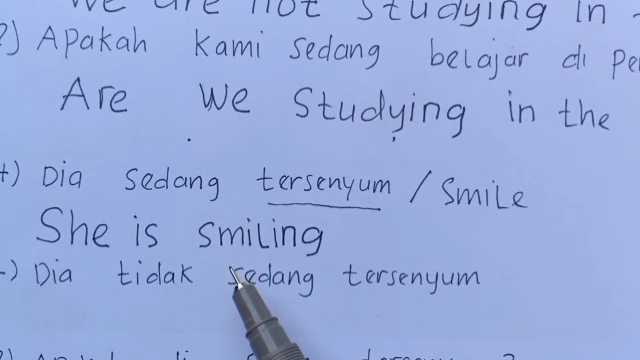 We are not studying in
?) Apakah kami sedang belajar di
Are We Studying in the
+) Dia sedang tersenyum / Smile
She is smiling
-) Dia tidak sedang tersenyum